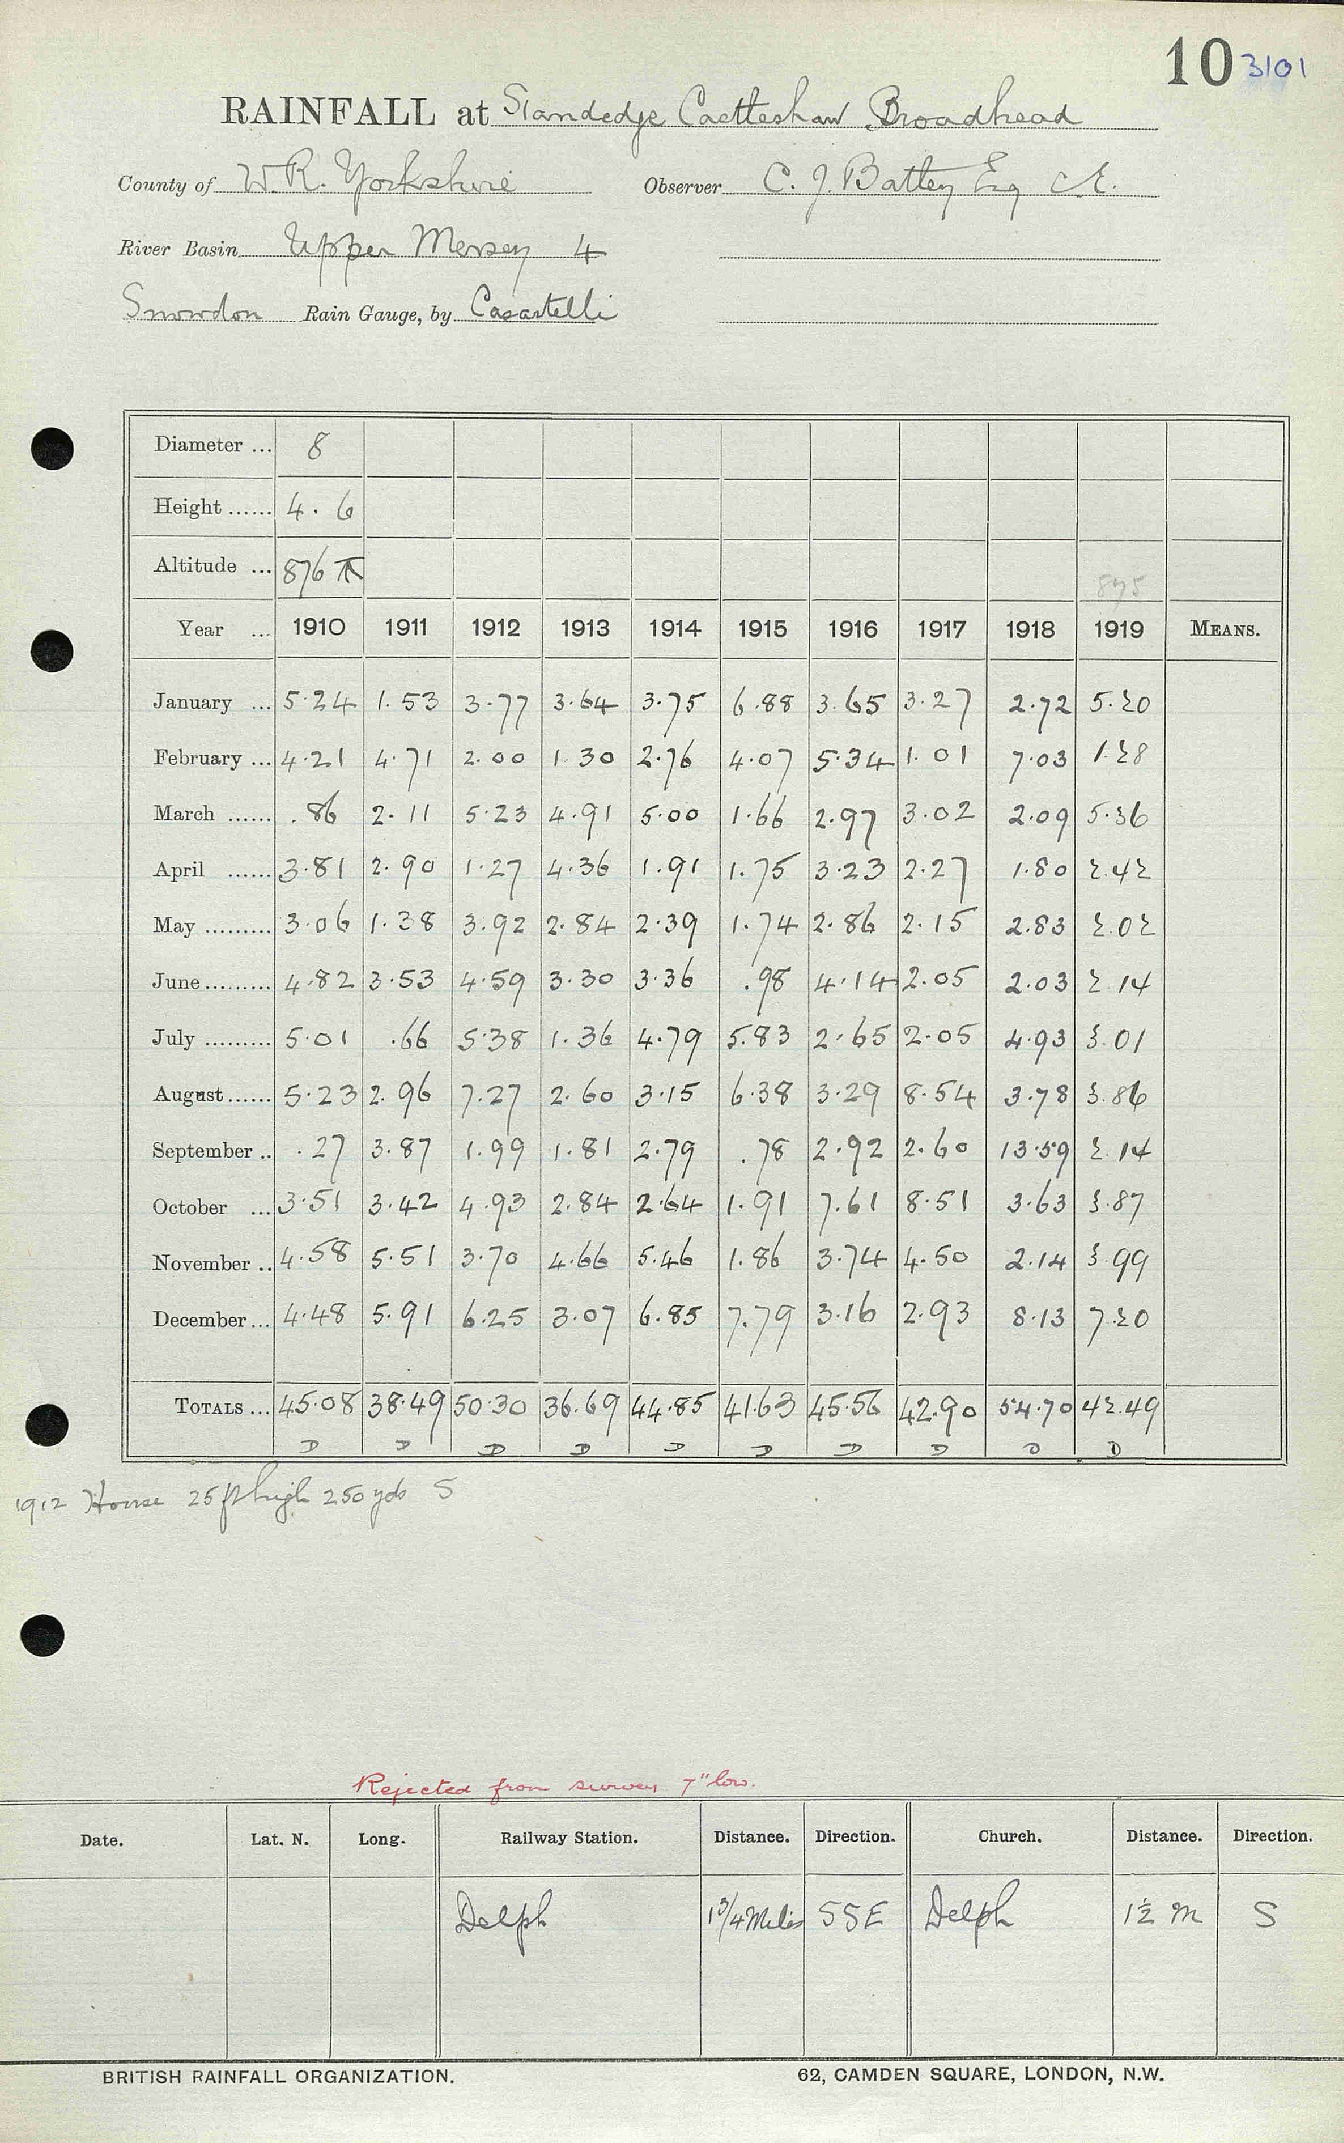 10 3101
RAINFALL at Standedge Castleshaw Broadhead
County of W.R. Yorkshire Observer C. J. Batley Esq C.E.
River Basin Upper Mersey 4
Snowdon Rain Gauge, by Casartelli
Diameter ... 8
Height ...... 4. 6
Altitude ... 876 875
Year ... 1910 1911 1912 1913 1914 1915 1916 1917 1918 1919 MEANS.
January ... 5.24 1.53 3.77 3.64 3.75 6.88 3.65 3.27 2.72 5.20
February ... 4.21 4.71 2.00 1.30 2.76 4.07 5.34 1.01 7.03 1.28
March ...... .86 2.11 5.23 4.91 5.00 1.66 2.97 3.02 2.09 5.36
April ...... 3.81 2.90 1.27 4.36 1.91 1.75 3.23 2.27 1.80 2.42
May ......... 3.06 1.38 3.92 2.84 2.39 1.74 2.86 2.15 2.83 2.02
June ......... 4.82 3.53 4.59 3.30 3.36 .98 4.14 2.05 2.03 2.14
July ......... 5.01 .66 5.38 1.36 4.79 5.83 2.65 2.05 4.93 3.01
August...... 5.23 2.96 7.27 2.60 3.15 6.38 3.29 8.54 3.78 3.86
September .. .27 3.87 1.99 1.81 2.79 .78 2.92 2.60 13.59 2.14
October ... 3.51 3.42 4.93 2.84 2.64 1.91 7.61 8.51 3.63 3.87
November .. 4.58 5.51 3.70 4.66 5.46 1.86 3.74 4.50 2.14 3.99
December ... 4.48 5.91 6.25 3.07 6.85 7.79 3.16 2.93 8.13 7.20
TOTALS ... 45.08 38.49 50.30 36.69 44.85 41.63 45.56 42.90 54.70 42.49
D D D D D D D D D D
1912 House 25 ft high 250 yds S
Rejected from survey 7" low.
Date. Lat. N. Long. Railway Station. Distance. Direction. Church. Distance. Direction.
Delph 1 3/4 Miles SSE Delph 1½ m S
BRITISH RAINFALL ORGANIZATION. 62, CAMDEN SQUARE, LONDON, N.W.